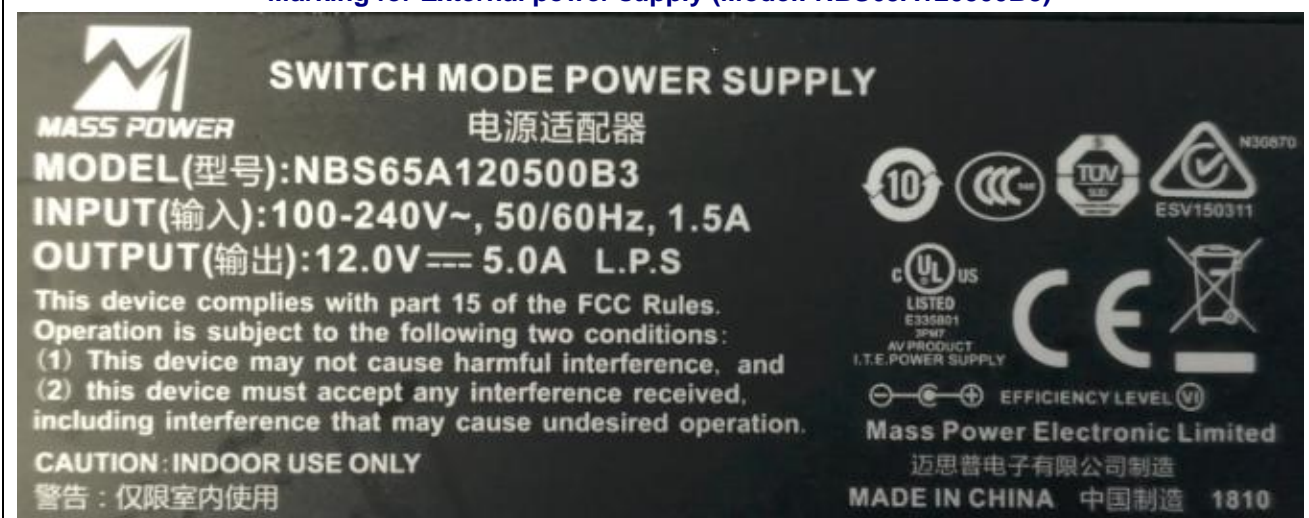 MASS POWER
SWITCH MODE POWER SUPPLY
电源适配器
MODEL(型号):NBS65A120500B3
INPUT(输入):100-240V~, 50/60Hz, 1.5A
OUTPUT(输出):12.0V⎓5.0A L.P.S
This device complies with part 15 of the FCC Rules.
Operation is subject to the following two conditions:
(1) This device may not cause harmful interference, and
(2) this device must accept any interference received,
including interference that may cause undesired operation.
CAUTION:INDOOR USE ONLY
警告：仅限室内使用
10
CCC
TUV
SUD
N30870
ESV150311
C UL US
LISTED
E335801
AV PRODUCT
I.T.E.POWER SUPPLY
CE
EFFICIENCY LEVEL VI
Mass Power Electronic Limited
迈思普电子有限公司制造
MADE IN CHINA 中国制造 1810